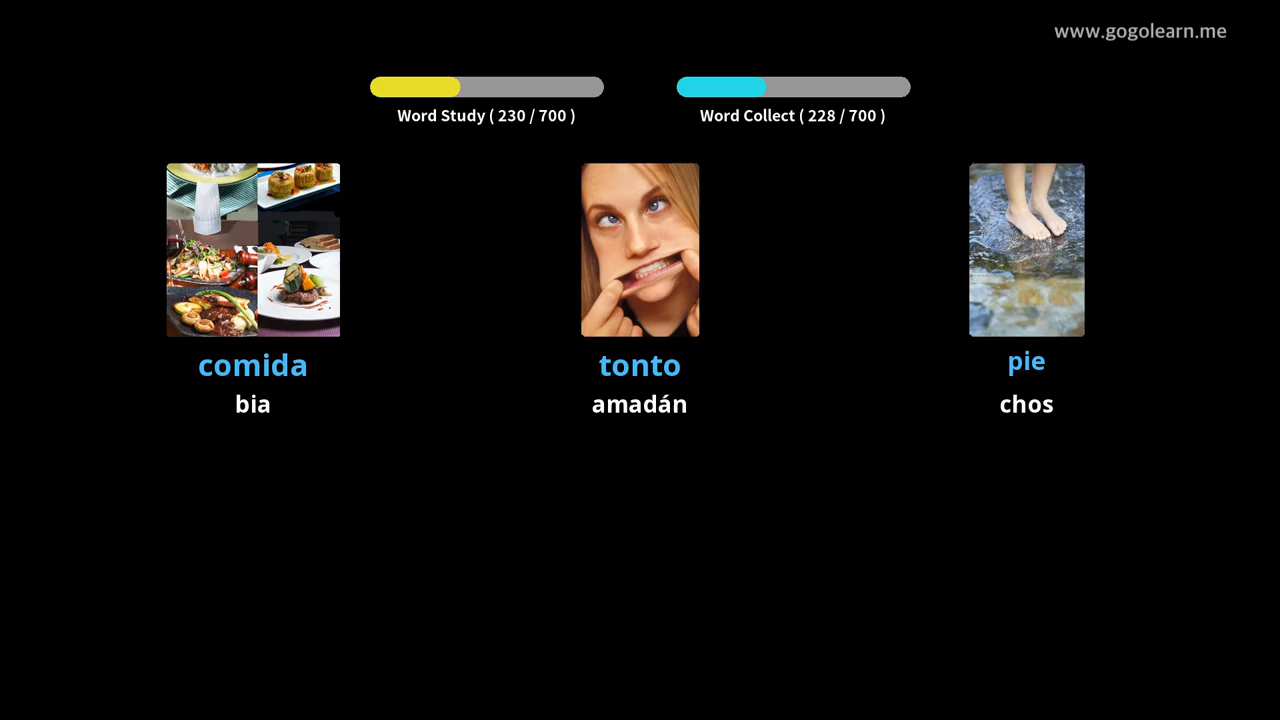 www.gogolearn.me
Word Study ( 230 / 700 )
Word Collect ( 228 / 700 )
comida
tonto
pie
bia
amadán
chos